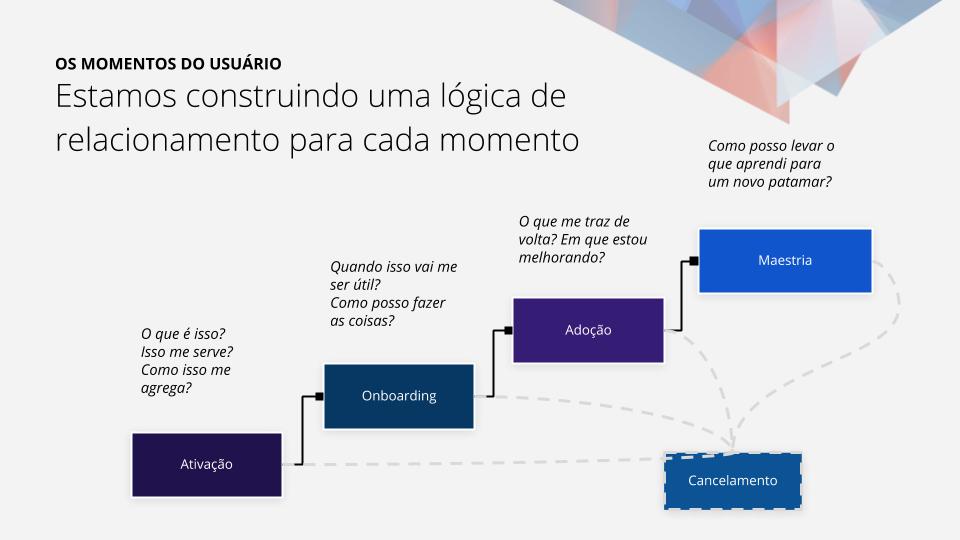 OS MOMENTOS DO USUÁRIO
Estamos construindo uma lógica de
relacionamento para cada momento
Como posso levar o
que aprendi para
um novo patamar?
O que me traz de
volta? Em que estou
melhorando?
Maestria
Quando isso vai me
ser útil?
Como posso fazer
as coisas?
Adoção
O que é isso?
Isso me serve?
Como isso me
agrega?
Onboarding
Ativação
Cancelamento